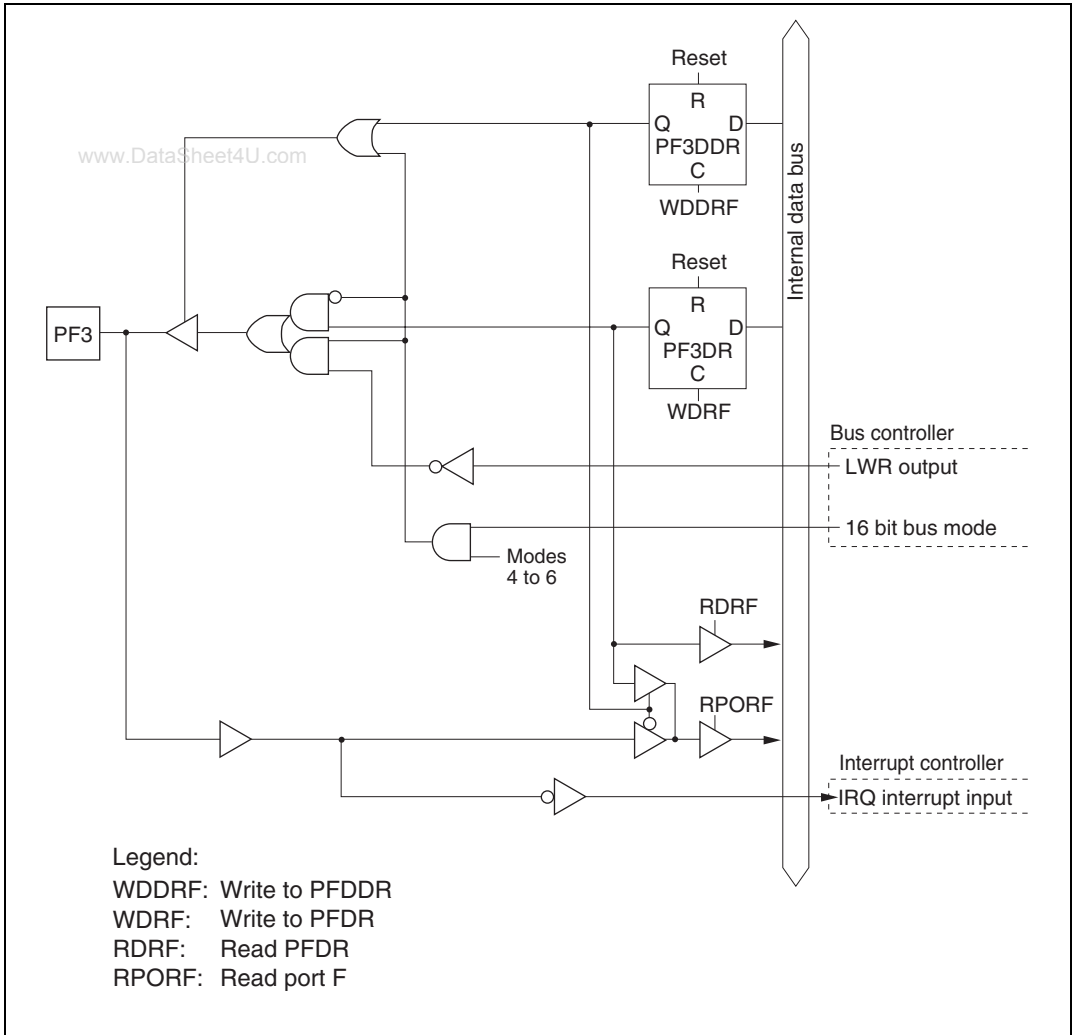 Reset
R
Q D
PF3DDR
C
WDDRF
www.DataSheet4U.com
Internal data bus
Reset
R
Q D
PF3DR
C
WDRF
PF3
Bus controller
LWR output
16 bit bus mode
Modes
4 to 6
RDRF
RPORF
Interrupt controller
IRQ interrupt input
Legend:
WDDRF: Write to PFDDR
WDRF: Write to PFDR
RDRF: Read PFDR
RPORF: Read port F